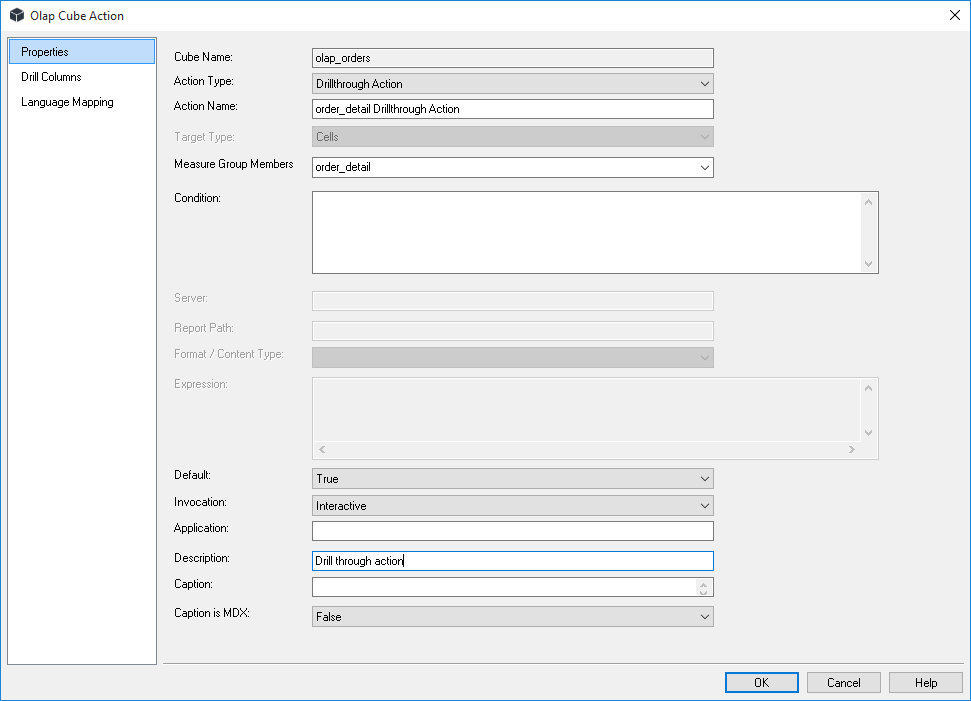 Olap Cube Action
Properties
Drill Columns
Language Mapping
Cube Name: olap_orders
Action Type: Drillthrough Action
Action Name: order_detail Drillthrough Action
Target Type: Cells
Measure Group Members order_detail
Condition:
Server:
Report Path:
Format / Content Type:
Expression:
Default: True
Invocation: Interactive
Application:
Description: Drill through action
Caption:
Caption is MDX: False
OK Cancel Help